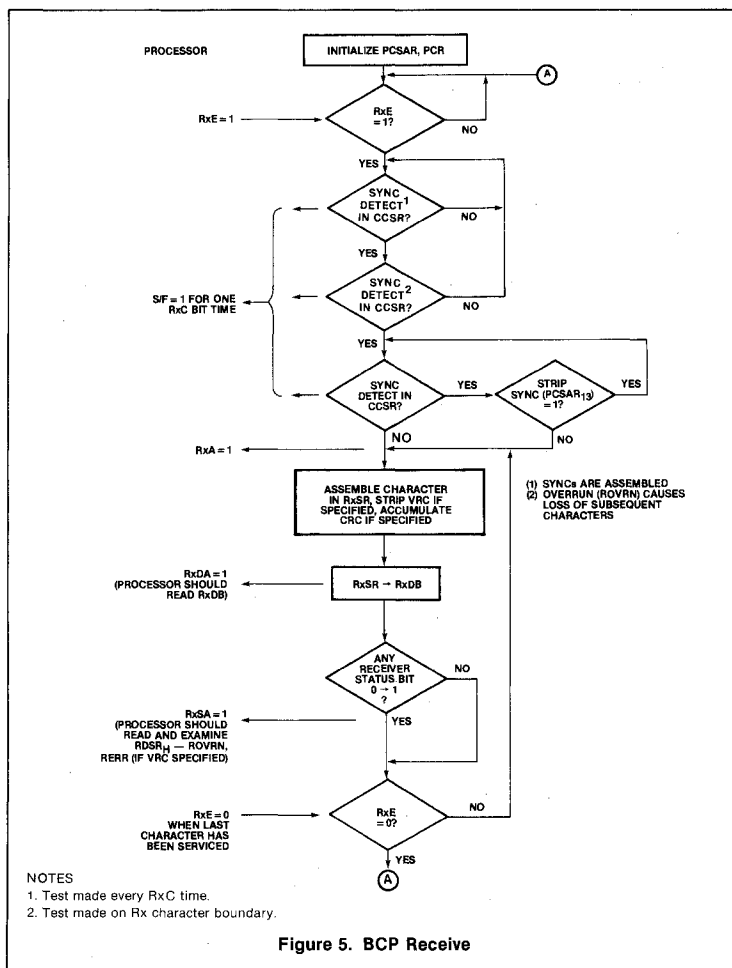 PROCESSOR
INITIALIZE PCSAR, PCR
A
RxE = 1
RxE
= 1?
NO
YES
SYNC
DETECT1
IN CCSR?
NO
YES
S/F = 1 FOR ONE
RxC BIT TIME
SYNC
DETECT2
IN CCSR?
NO
YES
SYNC
DETECT IN
CCSR?
YES
STRIP
SYNC (PCSAR13)
= 1?
YES
NO
NO
RxA = 1
ASSEMBLE CHARACTER
IN RxSR, STRIP VRC IF
SPECIFIED, ACCUMULATE
CRC IF SPECIFIED
(1) SYNCs ARE ASSEMBLED
(2) OVERRUN (ROVRN) CAUSES
LOSS OF SUBSEQUENT
CHARACTERS
RxDA = 1
(PROCESSOR SHOULD
READ RxDB)
RxSR → RxDB
ANY
RECEIVER
STATUS BIT
0 → 1
?
NO
YES
RxSA = 1
(PROCESSOR SHOULD
READ AND EXAMINE
RDSRH — ROVRN,
RERR (IF VRC SPECIFIED)
RxE = 0
WHEN LAST
CHARACTER HAS
BEEN SERVICED
RxE
= 0?
NO
YES
A
NOTES
1. Test made every RxC time.
2. Test made on Rx character boundary.
Figure 5. BCP Receive